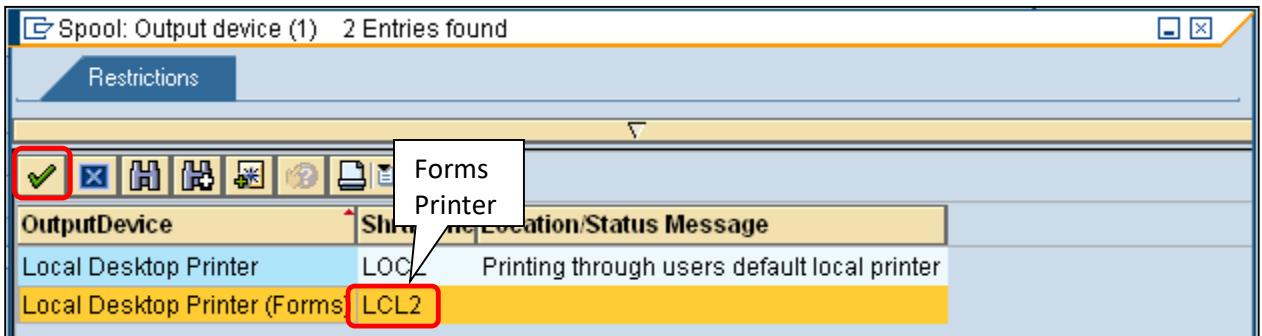 Spool: Output device (1) 2 Entries found
Restrictions
Forms
Printer
OutputDevice Location/Status Message
Local Desktop Printer Printing through users default local printer
Local Desktop Printer (Forms) LCL2